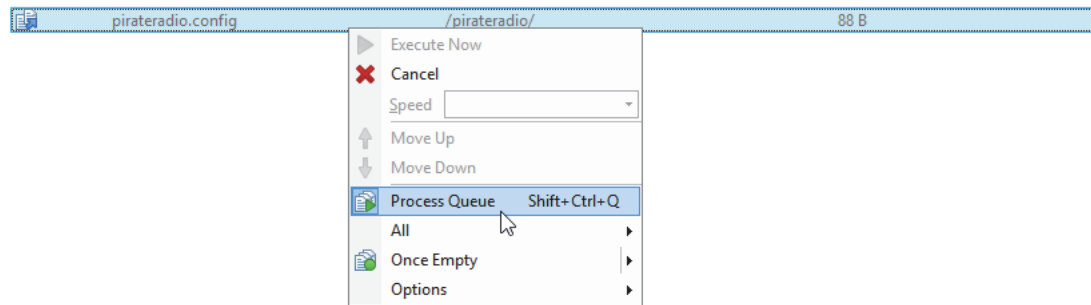 pirateradio.config /pirateradio/ 88 B
Execute Now
Cancel
Speed
Move Up
Move Down
Process Queue Shift+Ctrl+Q
All
Once Empty
Options